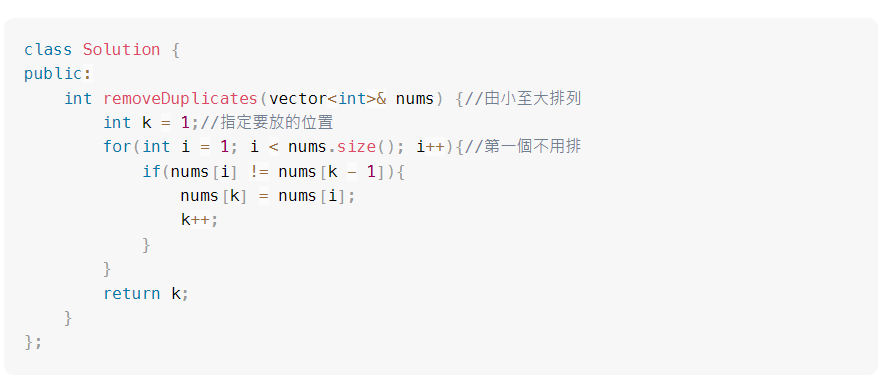 class Solution {
public:
    int removeDuplicates(vector<int>& nums) {//由小至大排列
        int k = 1;//指定要放的位置
        for(int i = 1; i < nums.size(); i++){//第一個不用排
            if(nums[i] != nums[k - 1]){
                nums[k] = nums[i];
                k++;
            }
        }
        return k;
    }
};